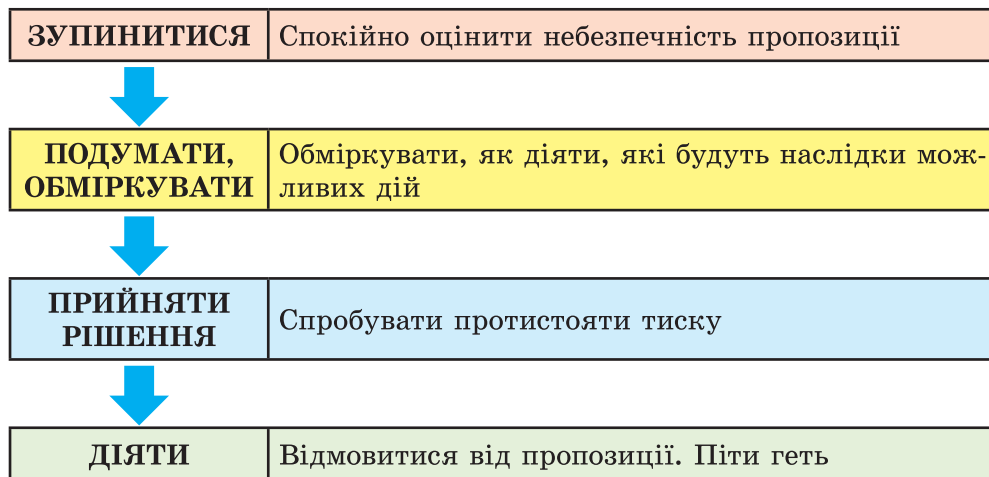 ЗУПИНИТИСЯ Спокійно оцінити небезпечність пропозиції
ПОДУМАТИ,
ОБМІРКУВАТИ
Обміркувати, як діяти, які будуть наслідки мож-
ливих дій
ПРИЙНЯТИ
РІШЕННЯ
Спробувати протистояти тиску
ДІЯТИ Відмовитися від пропозиції. Піти геть